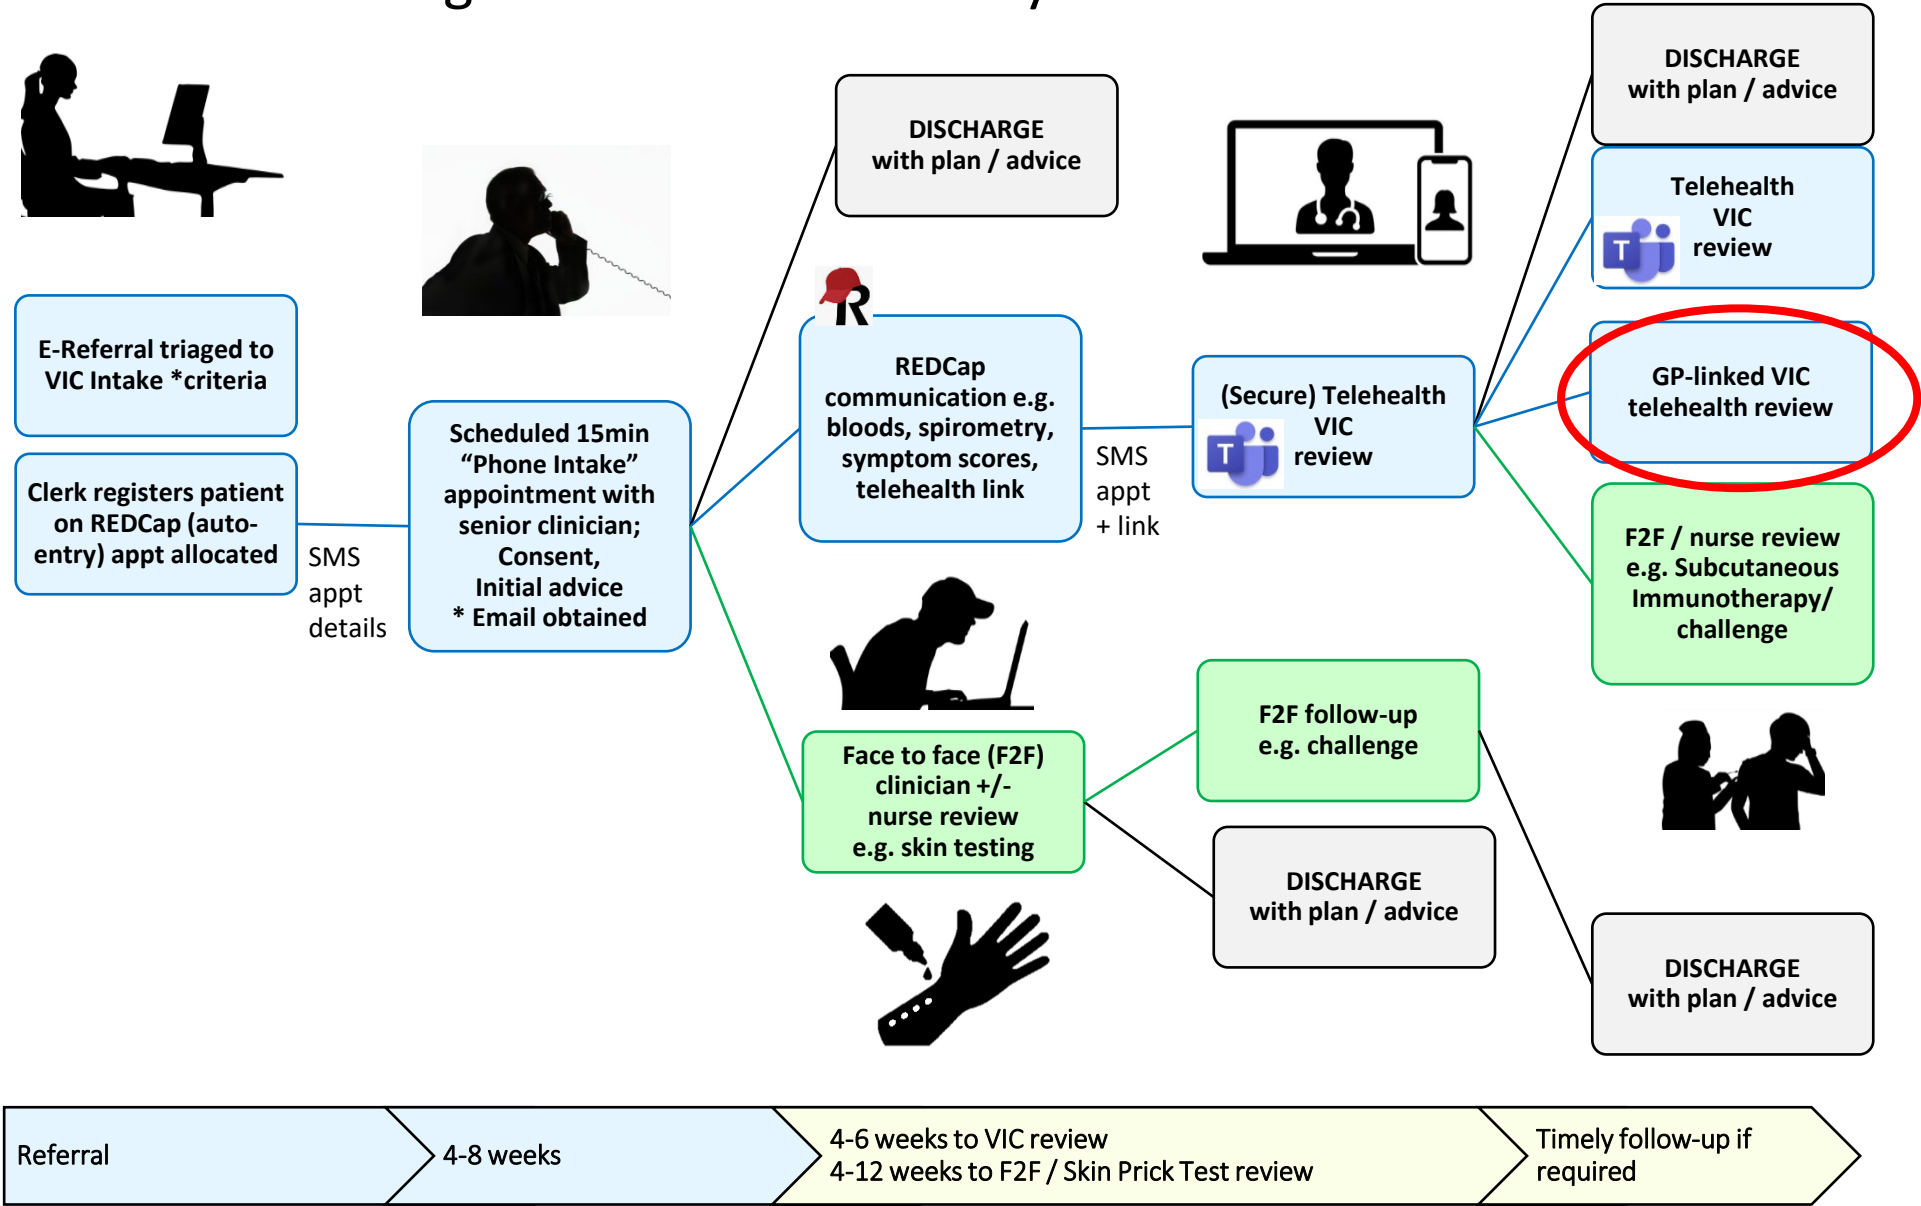 E-Referral triaged to
VIC Intake *criteria
Clerk registers patient
on REDCap (auto-
entry) appt allocated
SMS
appt
details
Scheduled 15min
“Phone Intake”
appointment with
senior clinician;
Consent,
Initial advice
* Email obtained
DISCHARGE
with plan / advice
R
REDCap
communication e.g.
bloods, spirometry,
symptom scores,
telehealth link
SMS
appt
+ link
Face to face (F2F)
clinician +/-
nurse review
e.g. skin testing
(Secure) Telehealth
VIC
T
review
F2F follow-up
e.g. challenge
DISCHARGE
with plan / advice
DISCHARGE
with plan / advice
Telehealth
VIC
T
review
GP-linked VIC
telehealth review
F2F / nurse review
e.g. Subcutaneous
Immunotherapy/
challenge
DISCHARGE
with plan / advice
Referral
4-8 weeks
4-6 weeks to VIC review
4-12 weeks to F2F / Skin Prick Test review
Timely follow-up if
required